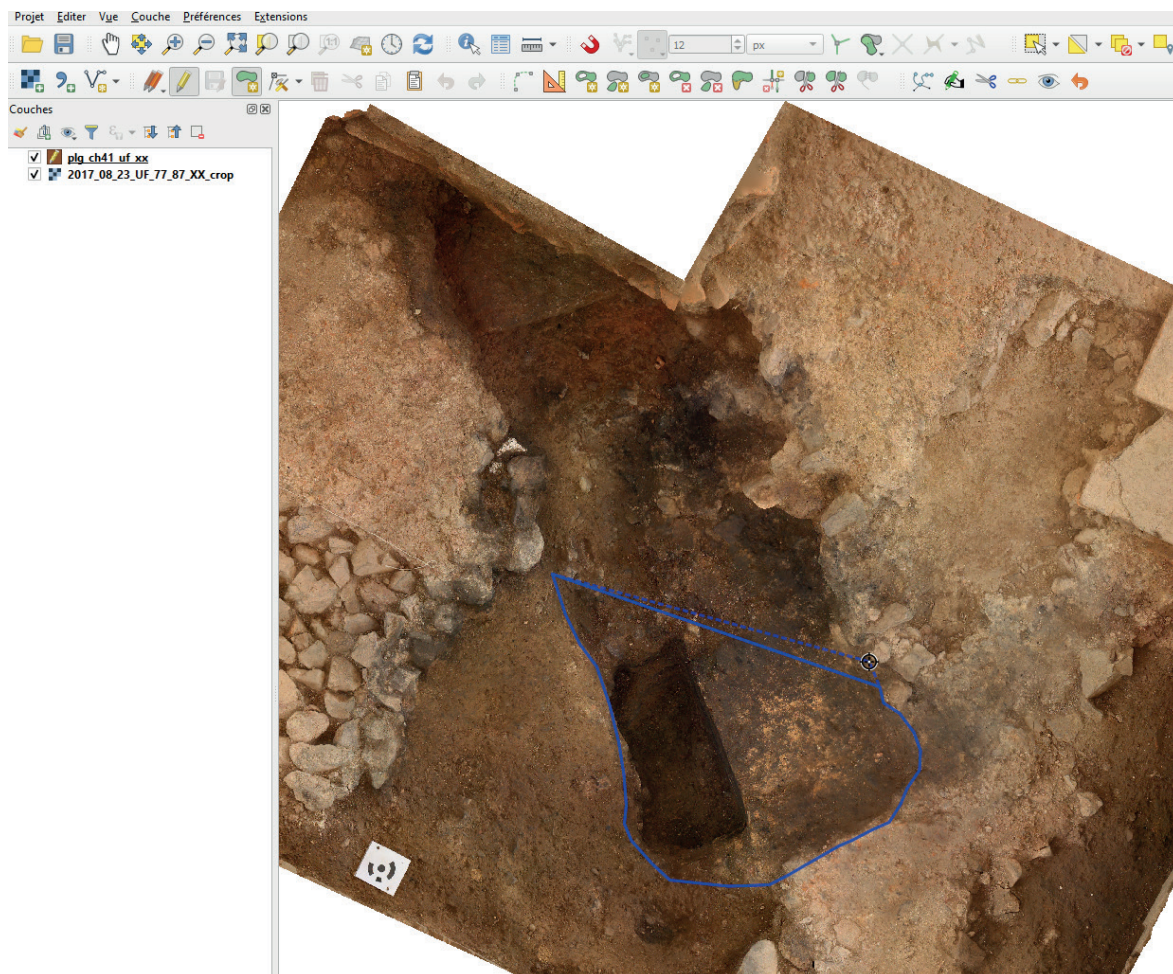 Projet Editer Vue Couche Préférences Extensions
12 px
Couches
plg_ch41_uf_xx
2017_08_23_UF_77_87_XX_crop